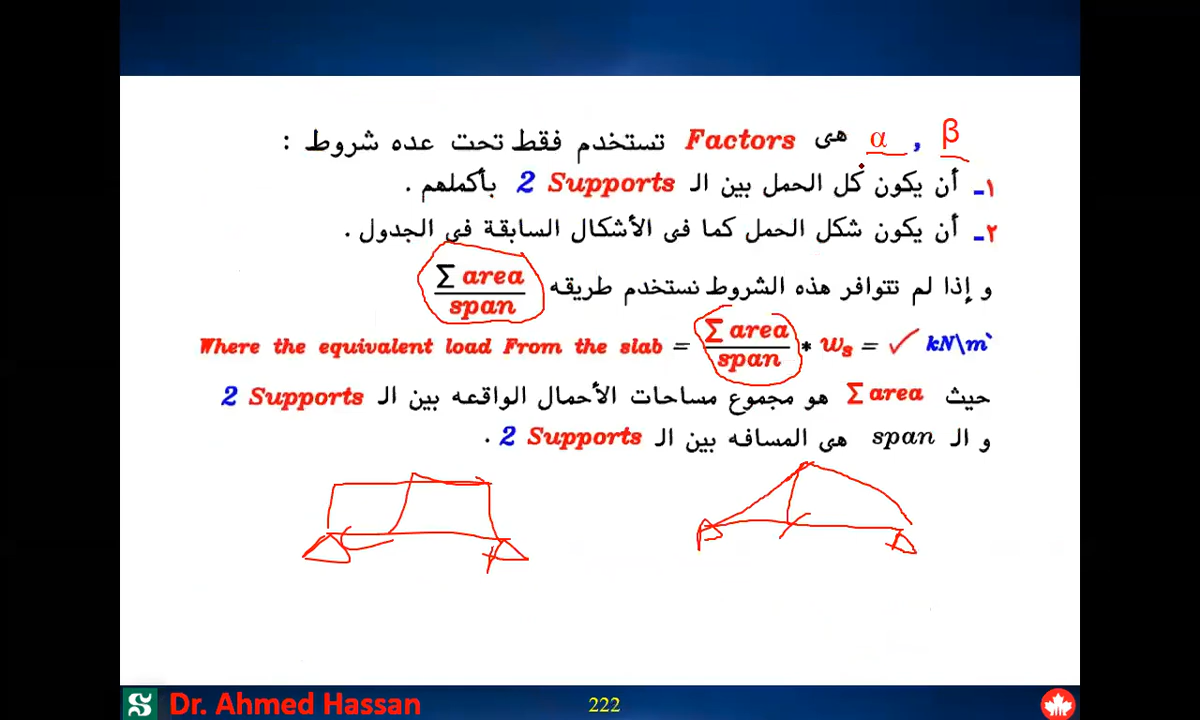 β , α هى Factors تستخدم فقط تحت عده شروط :
١- أن يكون كل الحمل بين الـ 2 Supports بأكملهم .
٢- أن يكون شكل الحمل كما فى الأشكال السابقة فى الجدول .
و إذا لم تتوافر هذه الشروط نستخدم طريقه Σ area / span
Where the equivalent load From the slab = Σ area / span * ws = ✓ kN\m`
حيث Σ area هو مجموع مساحات الأحمال الواقعه بين الـ 2 Supports
و الـ span هى المسافه بين الـ 2 Supports .
Dr. Ahmed Hassan
222